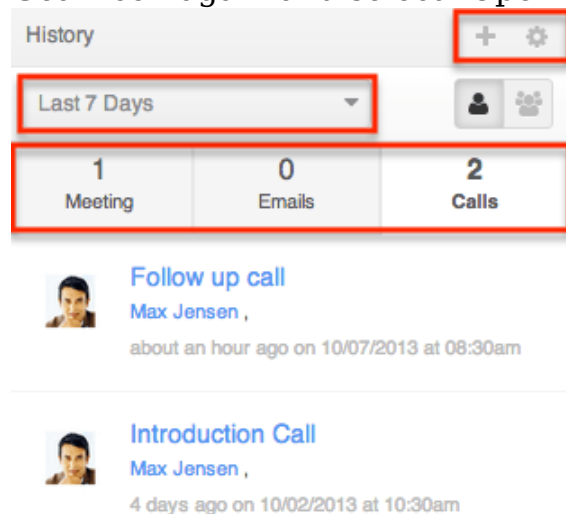 History
Last 7 Days
1 0 2
Meeting Emails Calls
Follow up call
Max Jensen ,
about an hour ago on 10/07/2013 at 08:30am
Introduction Call
Max Jensen ,
4 days ago on 10/02/2013 at 10:30am